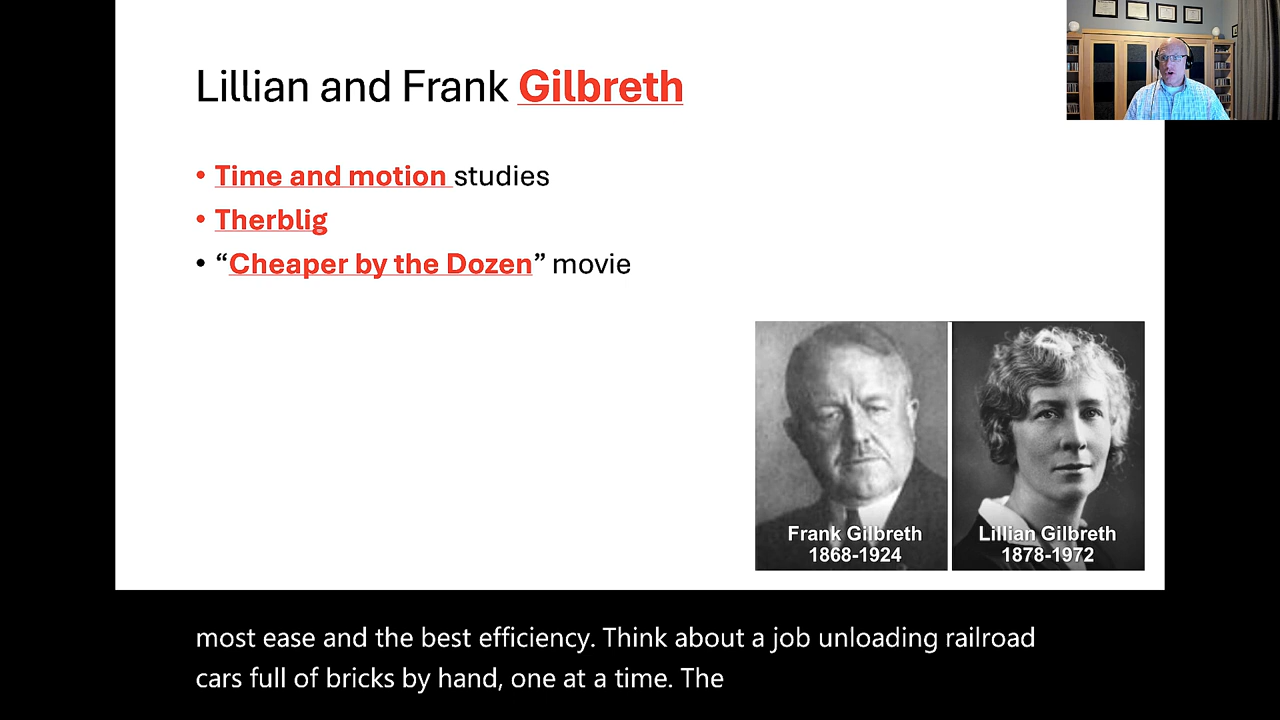 Lillian and Frank Gilbreth
• Time and motion studies
• Therblig
• “Cheaper by the Dozen” movie
Frank Gilbreth
1868-1924
Lillian Gilbreth
1878-1972
most ease and the best efficiency. Think about a job unloading railroad
cars full of bricks by hand, one at a time. The